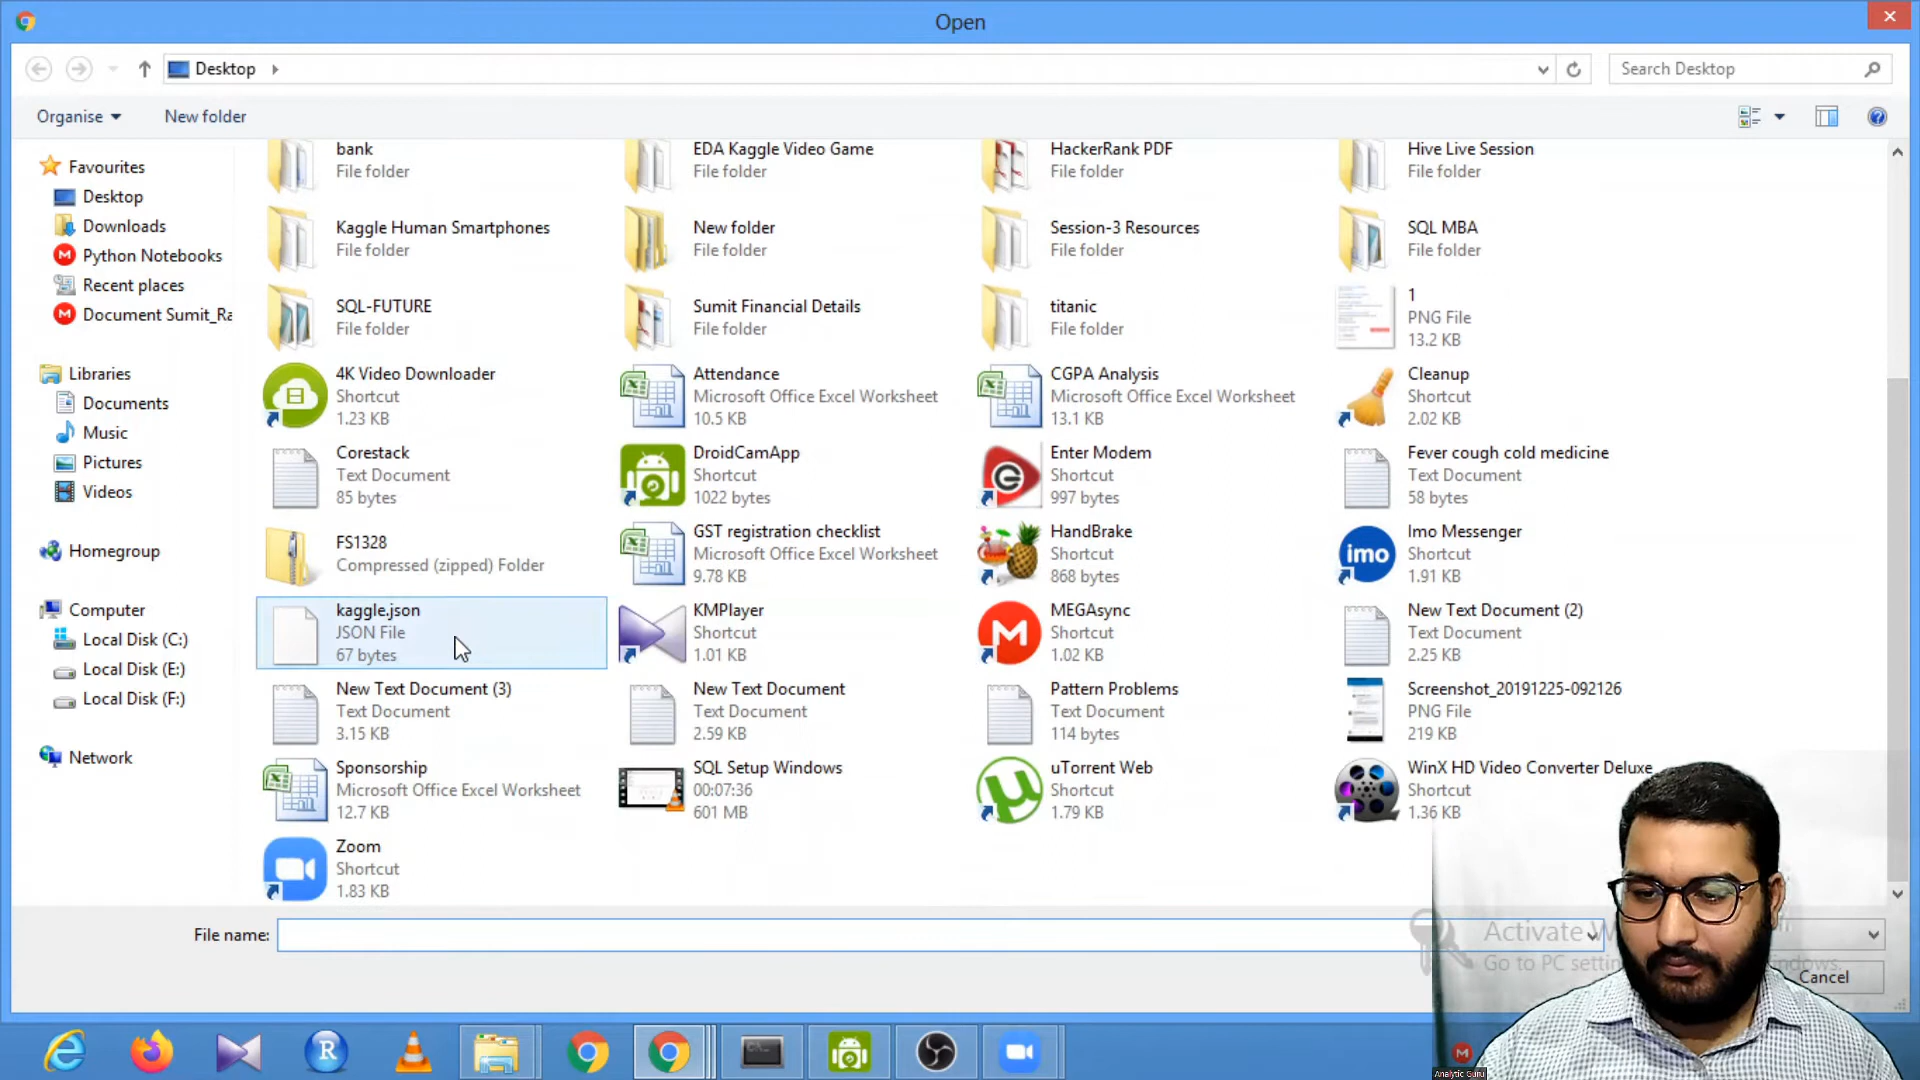 Open
Desktop
Search Desktop
Organise
New folder
Favourites
Desktop
Downloads
Python Notebooks
Recent places
Document Sumit_Ra
Libraries
Documents
Music
Pictures
Videos
Homegroup
Computer
Local Disk (C:)
Local Disk (E:)
Local Disk (F:)
Network
bank
File folder
EDA Kaggle Video Game
File folder
HackerRank PDF
File folder
Hive Live Session
File folder
Kaggle Human Smartphones
File folder
New folder
File folder
Session-3 Resources
File folder
SQL MBA
File folder
SQL-FUTURE
File folder
Sumit Financial Details
File folder
titanic
File folder
1
PNG File
13.2 KB
4K Video Downloader
Shortcut
1.23 KB
Attendance
Microsoft Office Excel Worksheet
10.5 KB
CGPA Analysis
Microsoft Office Excel Worksheet
13.1 KB
Cleanup
Shortcut
2.02 KB
Corestack
Text Document
85 bytes
DroidCamApp
Shortcut
1022 bytes
Enter Modem
Shortcut
997 bytes
Fever cough cold medicine
Text Document
58 bytes
FS1328
Compressed (zipped) Folder
GST registration checklist
Microsoft Office Excel Worksheet
9.78 KB
HandBrake
Shortcut
868 bytes
imo
Imo Messenger
Shortcut
1.91 KB
kaggle.json
JSON File
67 bytes
KMPlayer
Shortcut
1.01 KB
MEGAsync
Shortcut
1.02 KB
New Text Document (2)
Text Document
2.25 KB
New Text Document (3)
Text Document
3.15 KB
New Text Document
Text Document
2.59 KB
Pattern Problems
Text Document
114 bytes
Screenshot_20191225-092126
PNG File
219 KB
Sponsorship
Microsoft Office Excel Worksheet
12.7 KB
SQL Setup Windows
00:07:36
601 MB
uTorrent Web
Shortcut
1.79 KB
WinX HD Video Converter Deluxe
Shortcut
1.36 KB
Zoom
Shortcut
1.83 KB
File name:
Activate W
Go to PC settin
Cancel
Analytic Guru